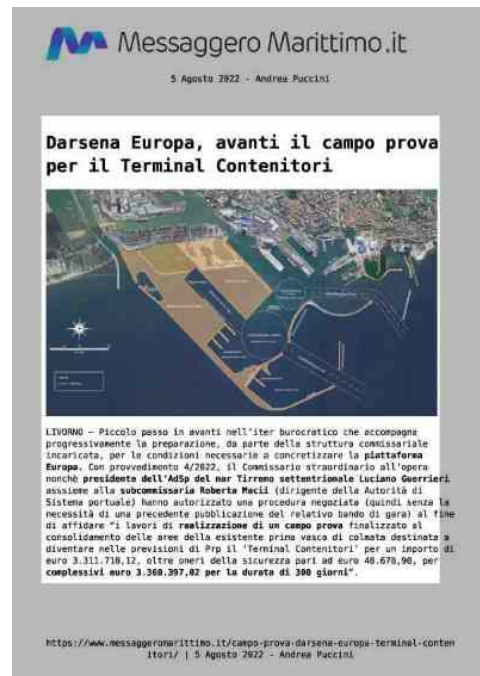 Messaggero Marittimo.it
5 Agosto 2022 - Andrea Puccini
Darsena Europa, avanti il campo prova
per il Terminal Contenitori
LIVORNO – Piccolo passo in avanti nell'iter burocratico che accompagna
progressivamente la preparazione, da parte della struttura commissariale
incaricata, per le condizioni necessarie a concretizzare la piattaforma
Europa. Con provvedimento 4/2022, il Commissario straordinario all'opera
nonchè presidente dell'AdSp del mar Tirreno settentrionale Luciano Guerrieri
assieme alla subcommissaria Roberta Macii (dirigente della Autorità di
Sistema portuale) hanno autorizzato una procedura negoziata (quindi senza la
necessità di una precedente pubblicazione del relativo bando di gara) al fine
di affidare "i lavori di realizzazione di un campo prova finalizzato al
consolidamento delle aree della esistente prima vasca di colmata destinata a
diventare nelle previsioni di Prp il 'Terminal Contenitori' per un importo di
euro 3.311.718,12, oltre oneri della sicurezza pari ad euro 48.678,90, per
complessivi euro 3.360.397,02 per la durata di 300 giorni".
https://www.messaggeromarittimo.it/campo-prova-darsena-europa-terminal-conten
itori/ | 5 Agosto 2022 - Andrea Puccini